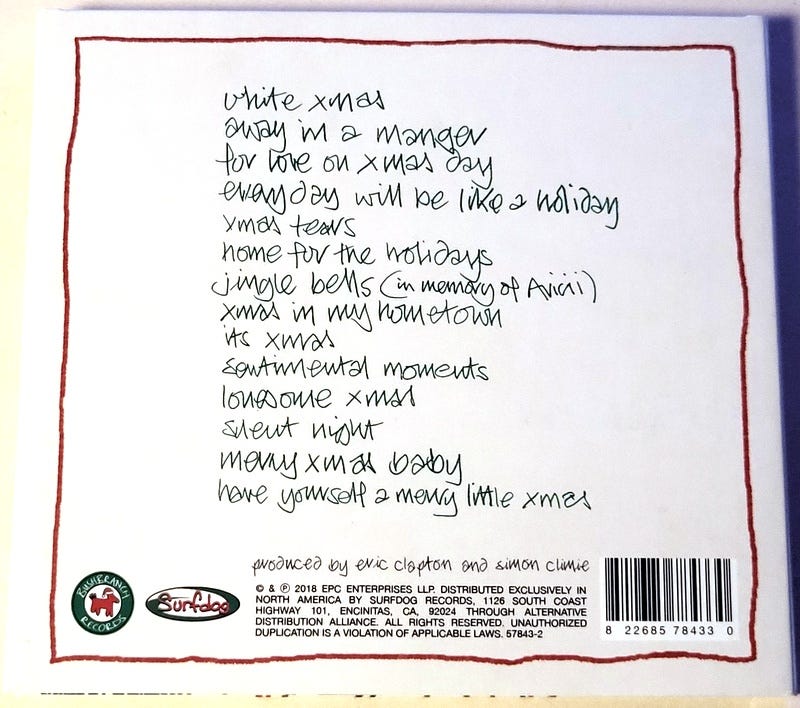 white xmas
away in a manger
for love on xmas day
everyday will be like a holiday
xmas tears
home for the holidays
jingle bells (in memory of Avicii)
xmas in my hometown
its xmas
sentimental moments
lonesome xmas
silent night
merry xmas baby
have yourself a merry little xmas
produced by eric clapton and simon climie
BUSHBRANCH RECORDS
Surfdog
© & ℗ 2018 EPC ENTERPRISES LLP. DISTRIBUTED EXCLUSIVELY IN
NORTH AMERICA BY SURFDOG RECORDS, 1126 SOUTH COAST
HIGHWAY 101, ENCINITAS, CA, 92024 THROUGH ALTERNATIVE
DISTRIBUTION ALLIANCE. ALL RIGHTS RESERVED. UNAUTHORIZED
DUPLICATION IS A VIOLATION OF APPLICABLE LAWS. 57843-2
8 22685 78433 0